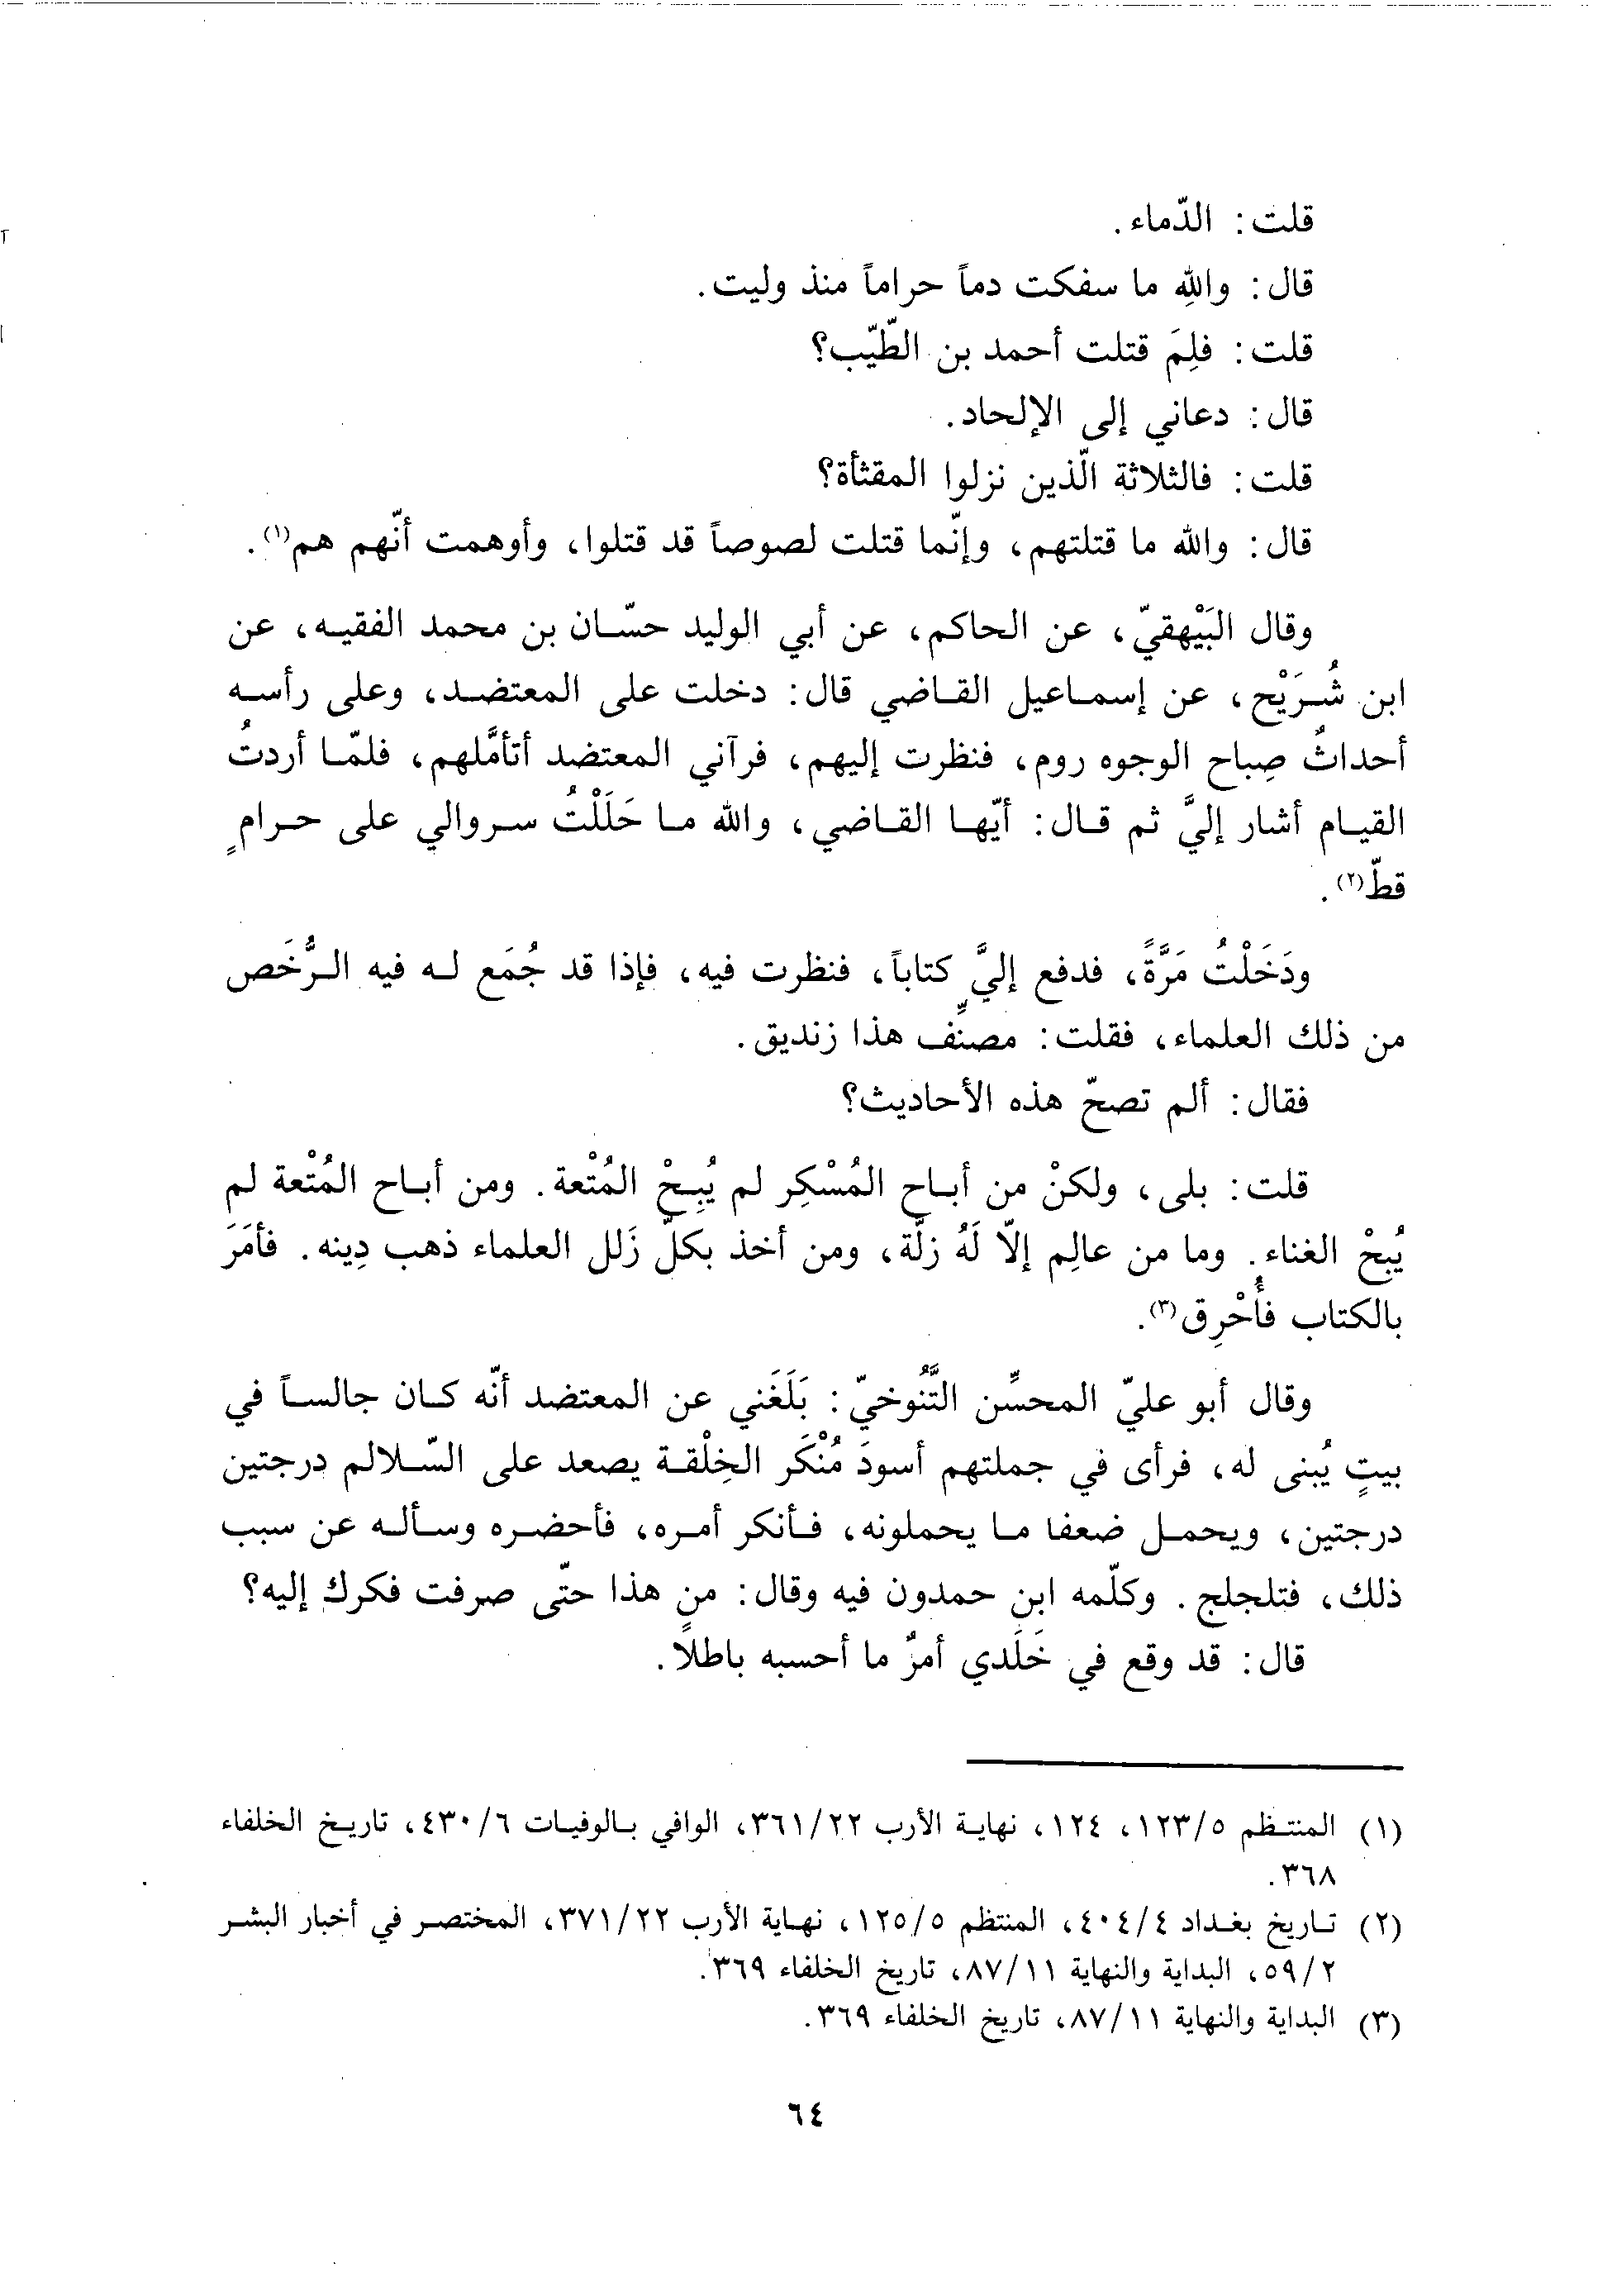 قلت: الدّماء.
قال: واللهِ ما سفكت دماً حراماً منذ وليت.
قلت: فلِمَ قتلت أحمد بن الطّيّب؟
قال: دعاني إلى الإلحاد.
قلت: فالثلاثة الّذين نزلوا المقثأة؟
قال: والله ما قتلتهم، وإنّما قتلت لصوصاً قد قتلوا، وأوهمت أنّهم هم(١).
وقال البَيْهقيّ، عن الحاكم، عن أبي الوليد حسّان بن محمد الفقيه، عن
ابن شُرَيْح، عن إسماعيل القاضي قال: دخلت على المعتضد، وعلى رأسه
أحداثٌ صِباح الوجوه روم، فنظرت إليهم، فرآني المعتضد أتأمَّلهم، فلمّا أردتُ
القيام أشار إليَّ ثم قال: أيّها القاضي، والله ما حَلَلْتُ سروالي على حرامٍ
قطّ(٢).
ودَخَلْتُ مَرَّةً، فدفع إليَّ كتاباً، فنظرت فيه، فإذا قد جُمَع له فيه الرُّخَص
من ذلك العلماء، فقلت: مصنِّف هذا زنديق.
فقال: ألم تصحّ هذه الأحاديث؟
قلت: بلى، ولكنْ من أباح المُسْكِر لم يُبِحْ المُتْعة. ومن أباح المُتْعة لم
يُبِحْ الغناء. وما من عالِم إلاّ لَهُ زلّة، ومن أخذ بكلّ زَلل العلماء ذهب دِينه. فأمَرَ
بالكتاب فأُحْرِق(٣).
وقال أبو عليّ المحسِّن التَّنُوخيّ: بَلَغَني عن المعتضد أنّه كان جالساً في
بيتٍ يُبنى له، فرأى في جملتهم أسودَ مُنْكَر الخِلْقة يصعد على السّلالم درجتين
درجتين، ويحمل ضعفا ما يحملونه، فأنكر أمره، فأحضره وسأله عن سبب
ذلك، فتلجلج. وكلّمه ابن حمدون فيه وقال: من هذا حتّى صرفت فكرك إليه؟
قال: قد وقع في خَلَدي أمرٌ ما أحسبه باطلًا.
(١) المنتظم ١٢٣/٥، ١٢٤، نهاية الأرب ٣٦١/٢٢، الوافي بالوفيات ٤٣٠/٦، تاريخ الخلفاء
٣٦٨.
(٢) تاريخ بغداد ٤٠٤/٤، المنتظم ١٢٥/٥، نهاية الأرب ٣٧١/٢٢، المختصر في أخبار البشر
٥٩/٢، البداية والنهاية ٨٧/١١، تاريخ الخلفاء ٣٦٩.
(٣) البداية والنهاية ٨٧/١١، تاريخ الخلفاء ٣٦٩.
٦٤